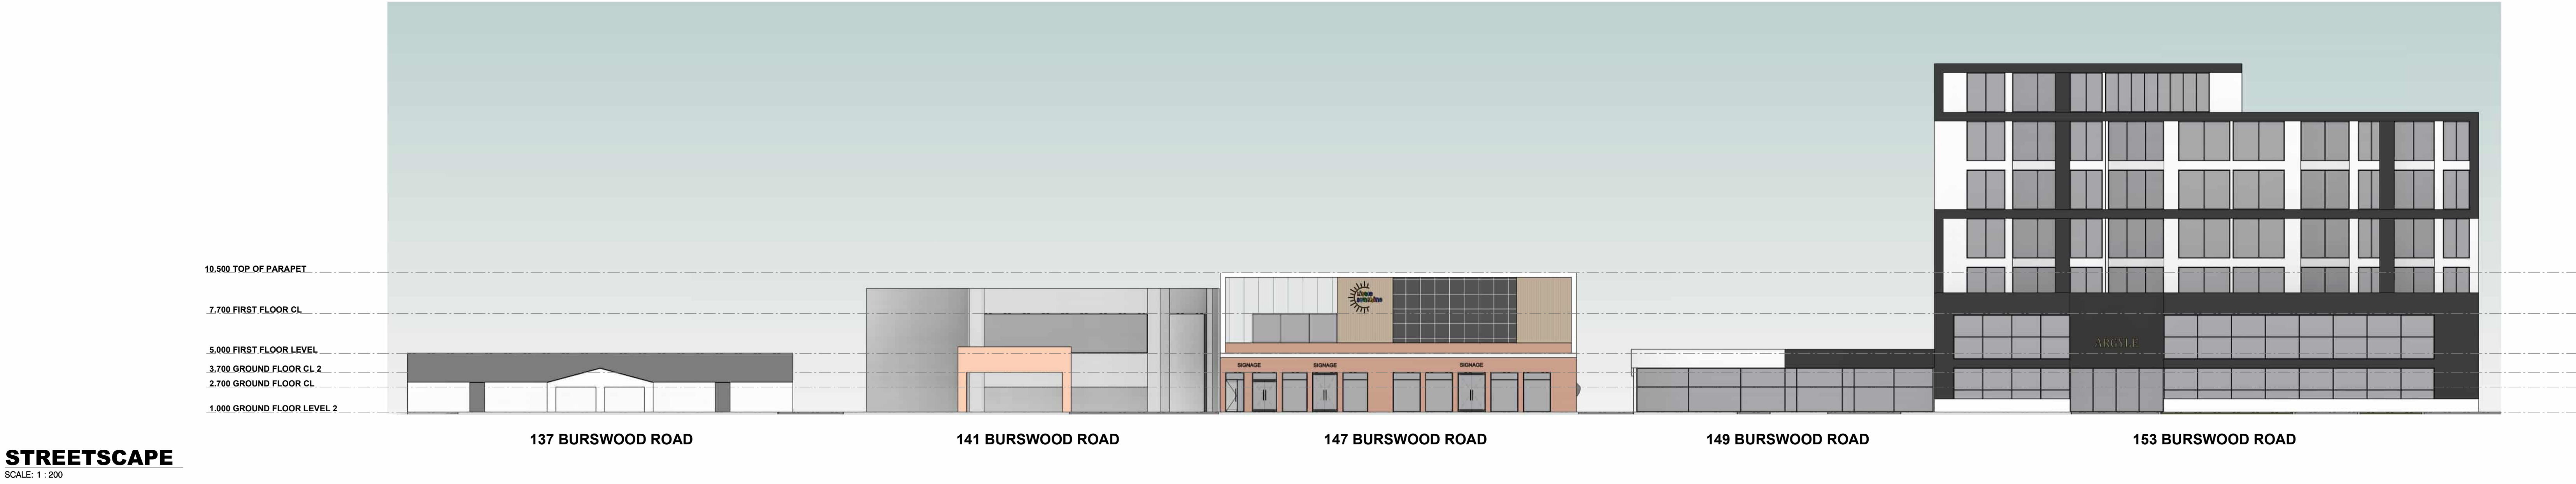 10.500 TOP OF PARAPET
7.700 FIRST FLOOR CL
5.000 FIRST FLOOR LEVEL
3.700 GROUND FLOOR CL 2
2.700 GROUND FLOOR CL
1.000 GROUND FLOOR LEVEL 2
SIGNAGE
SIGNAGE
SIGNAGE
ARGYLE
137 BURSWOOD ROAD
141 BURSWOOD ROAD
147 BURSWOOD ROAD
149 BURSWOOD ROAD
153 BURSWOOD ROAD
STREETSCAPE
SCALE: 1 : 200